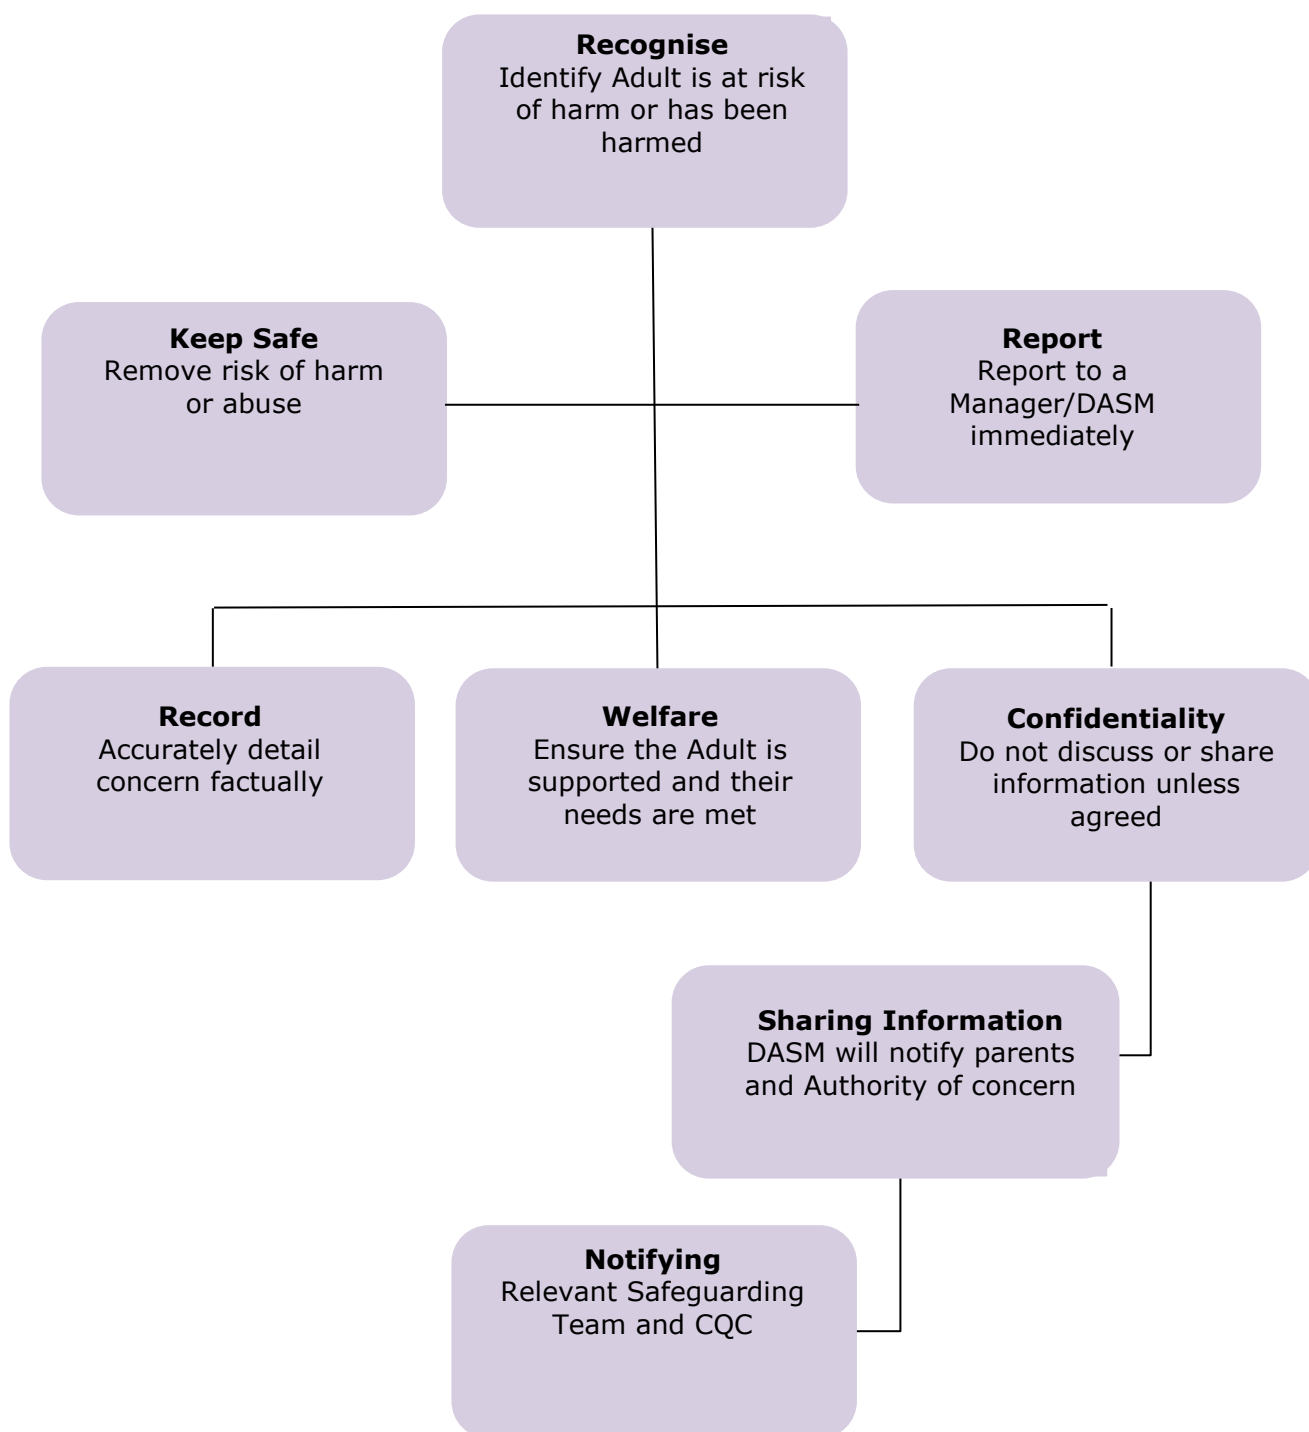 Recognise
Identify Adult is at risk
of harm or has been
harmed
Keep Safe
Remove risk of harm
or abuse
Report
Report to a
Manager/DASM
immediately
Record
Accurately detail
concern factually
Welfare
Ensure the Adult is
supported and their
needs are met
Confidentiality
Do not discuss or share
information unless
agreed
Sharing Information
DASM will notify parents
and Authority of concern
Notifying
Relevant Safeguarding
Team and CQC